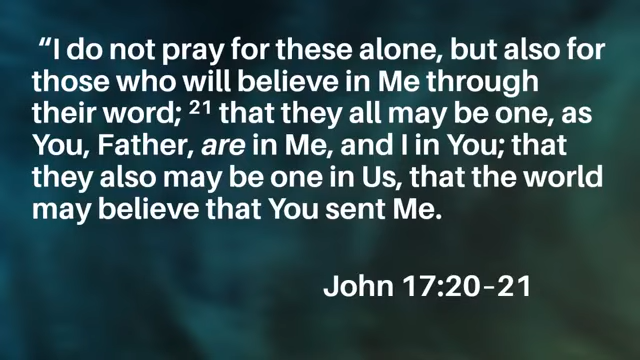 “I do not pray for these alone, but also for
those who will believe in Me through
their word; ²¹ that they all may be one, as
You, Father, are in Me, and I in You; that
they also may be one in Us, that the world
may believe that You sent Me.
John 17:20–21